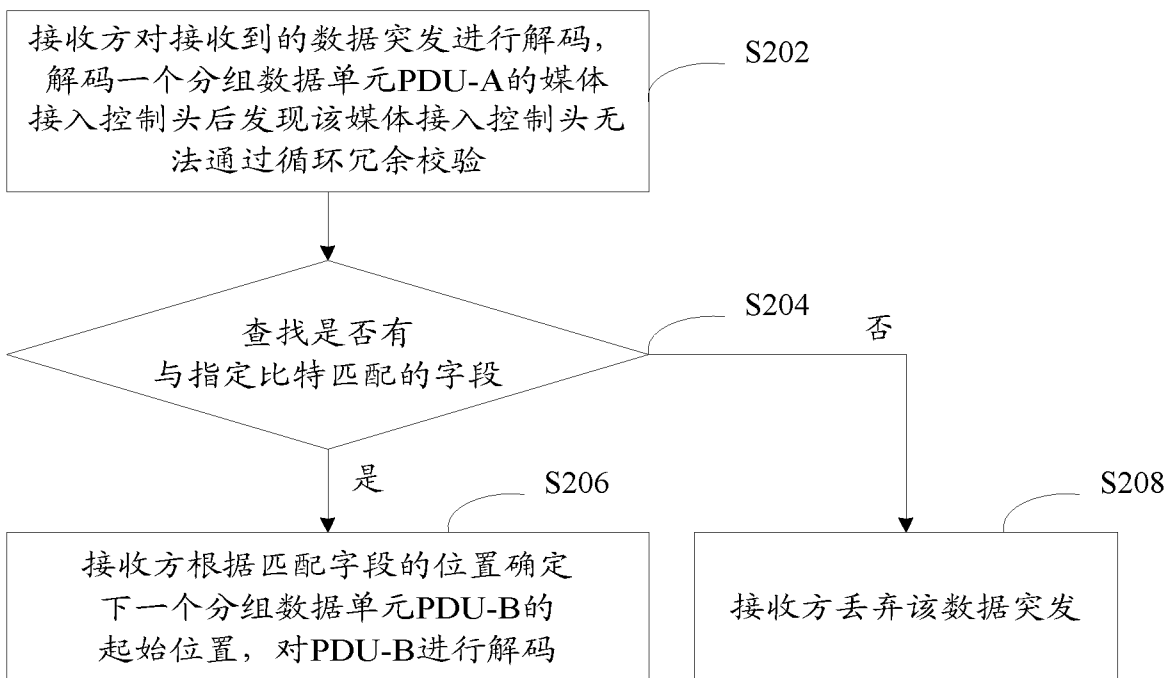 接收方对接收到的数据突发进行解码，
解码一个分组数据单元PDU-A的媒体
接入控制头后发现该媒体接入控制头无
法通过循环冗余校验
S202
查找是否有
与指定比特匹配的字段
S204
否
是
S206
接收方根据匹配字段的位置确定
下一个分组数据单元PDU-B的
起始位置，对PDU-B进行解码
S208
接收方丢弃该数据突发